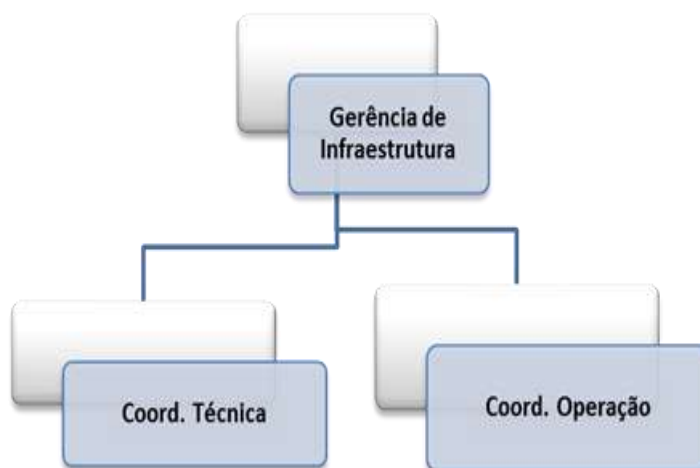 Gerência de
Infraestrutura
Coord. Técnica
Coord. Operação